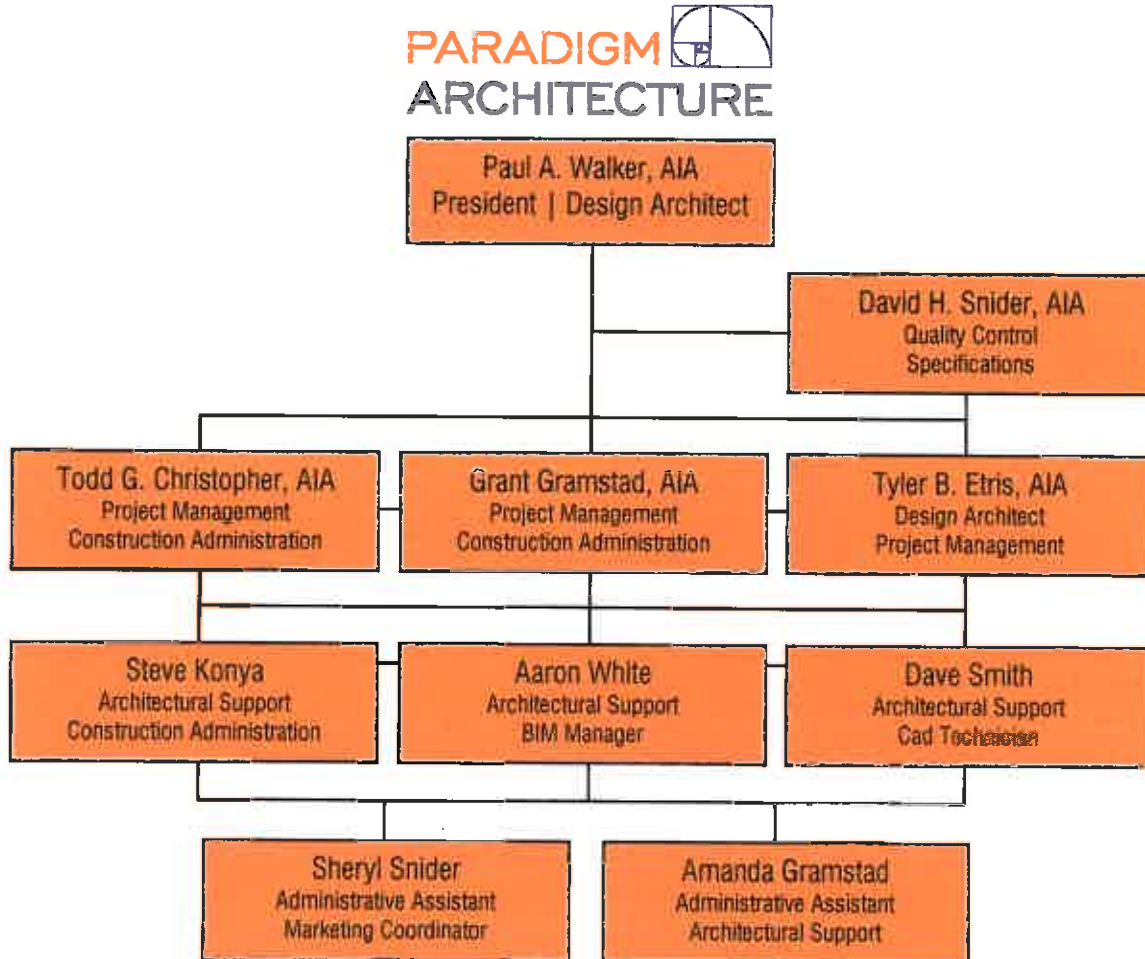 PARADIGM
ARCHITECTURE
Paul A. Walker, AIA
President | Design Architect
David H. Snider, AIA
Quality Control
Specifications
Todd G. Christopher, AIA
Project Management
Construction Administration
Grant Gramstad, AIA
Project Management
Construction Administration
Tyler B. Etris, AIA
Design Architect
Project Management
Steve Konya
Architectural Support
Construction Administration
Aaron White
Architectural Support
BIM Manager
Dave Smith
Architectural Support
Cad
Sheryl Snider
Administrative Assistant
Marketing Coordinator
Amanda Gramstad
Administrative Assistant
Architectural Support